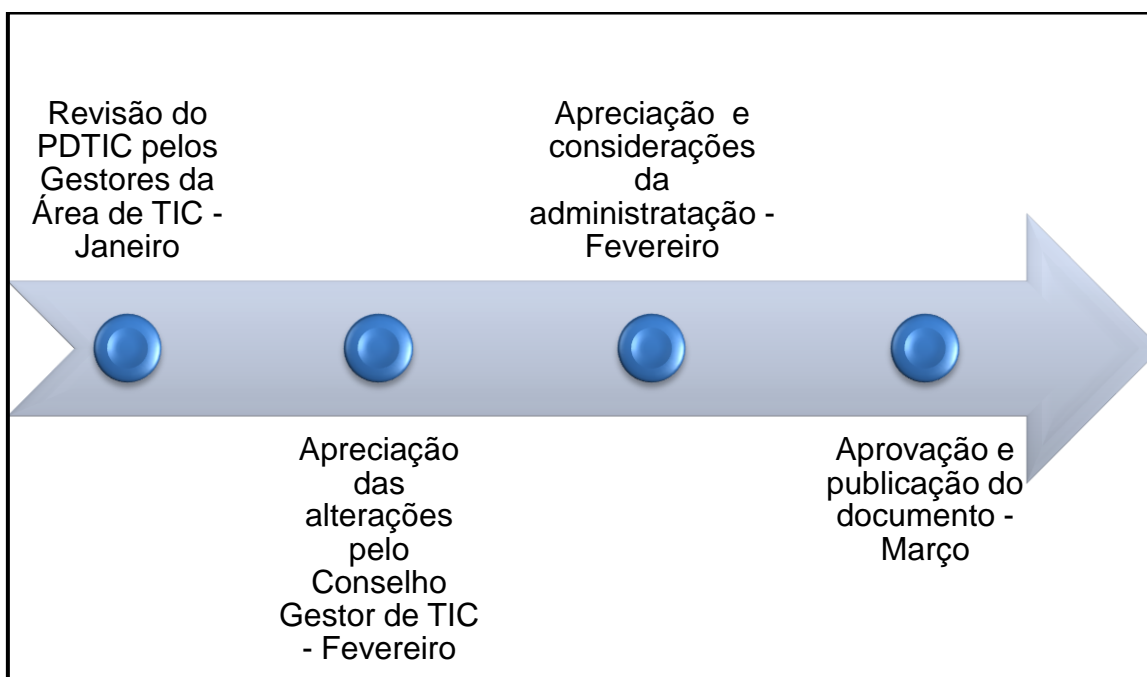 Revisão do
PDTIC pelos
Gestores da
Área de TIC -
Janeiro
Apreciação
das
alterações
pelo
Conselho
Gestor de TIC
- Fevereiro
Apreciação e
considerações
da
administratação -
Fevereiro
Aprovação e
publicação do
documento -
Março